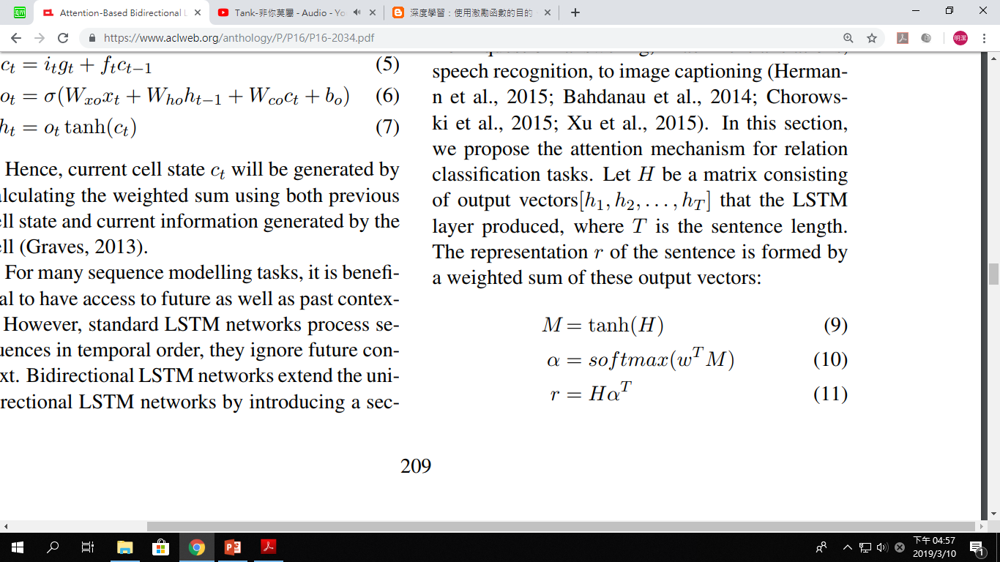 QIYI
Attention-Based Bidirectional L
Tank-非你莫屬 - Audio - Yo
深度學習：使用激勵函數的目的
https://www.aclweb.org/anthology/P/P16/P16-2034.pdf
明潔
c_t = i_t g_t + f_t c_{t−1} (5)
o_t = σ(W_{xo}x_t + W_{ho}h_{t−1} + W_{co}c_t + b_o) (6)
h_t = o_t tanh(c_t) (7)
Hence, current cell state c_t will be generated by
alculating the weighted sum using both previous
ell state and current information generated by the
ell (Graves, 2013).
For many sequence modelling tasks, it is benefi-
al to have access to future as well as past contex-
However, standard LSTM networks process se-
uences in temporal order, they ignore future con-
xt. Bidirectional LSTM networks extend the uni-
rectional LSTM networks by introducing a sec-
speech recognition, to image captioning (Herman-
n et al., 2015; Bahdanau et al., 2014; Chorows-
ki et al., 2015; Xu et al., 2015). In this section,
we propose the attention mechanism for relation
classification tasks. Let H be a matrix consisting
of output vectors[h_1, h_2, . . . , h_T] that the LSTM
layer produced, where T is the sentence length.
The representation r of the sentence is formed by
a weighted sum of these output vectors:
M = tanh(H) (9)
α = softmax(w^T M) (10)
r = Hα^T (11)
209
下午 04:57
2019/3/10
1